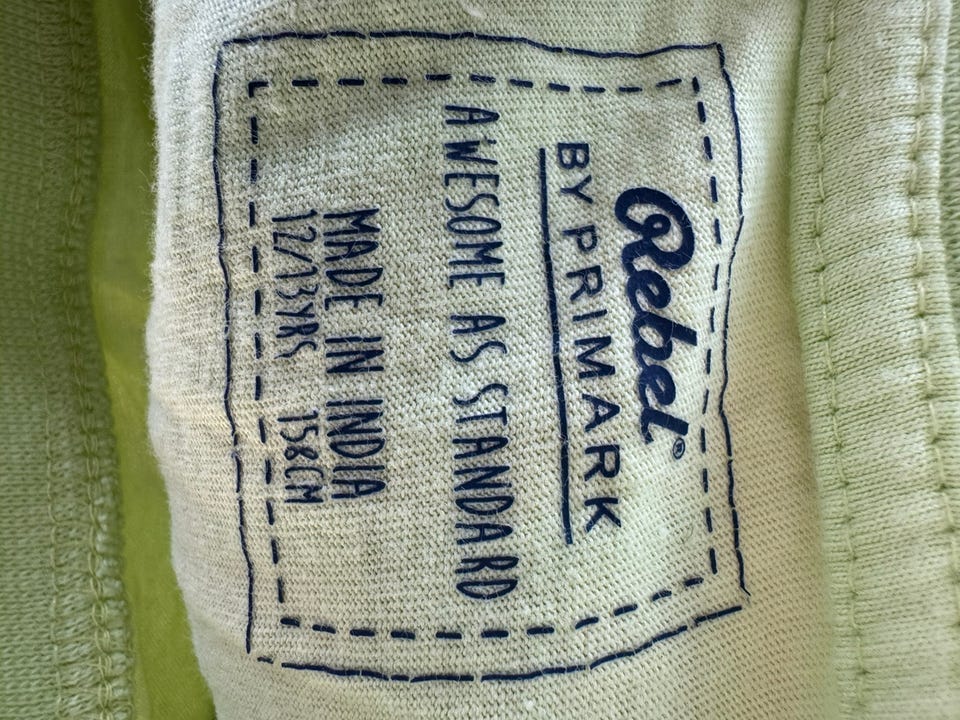 Rebel®
BY PRIMARK
AWESOME AS STANDARD
MADE IN INDIA
12/13YRS 158CM